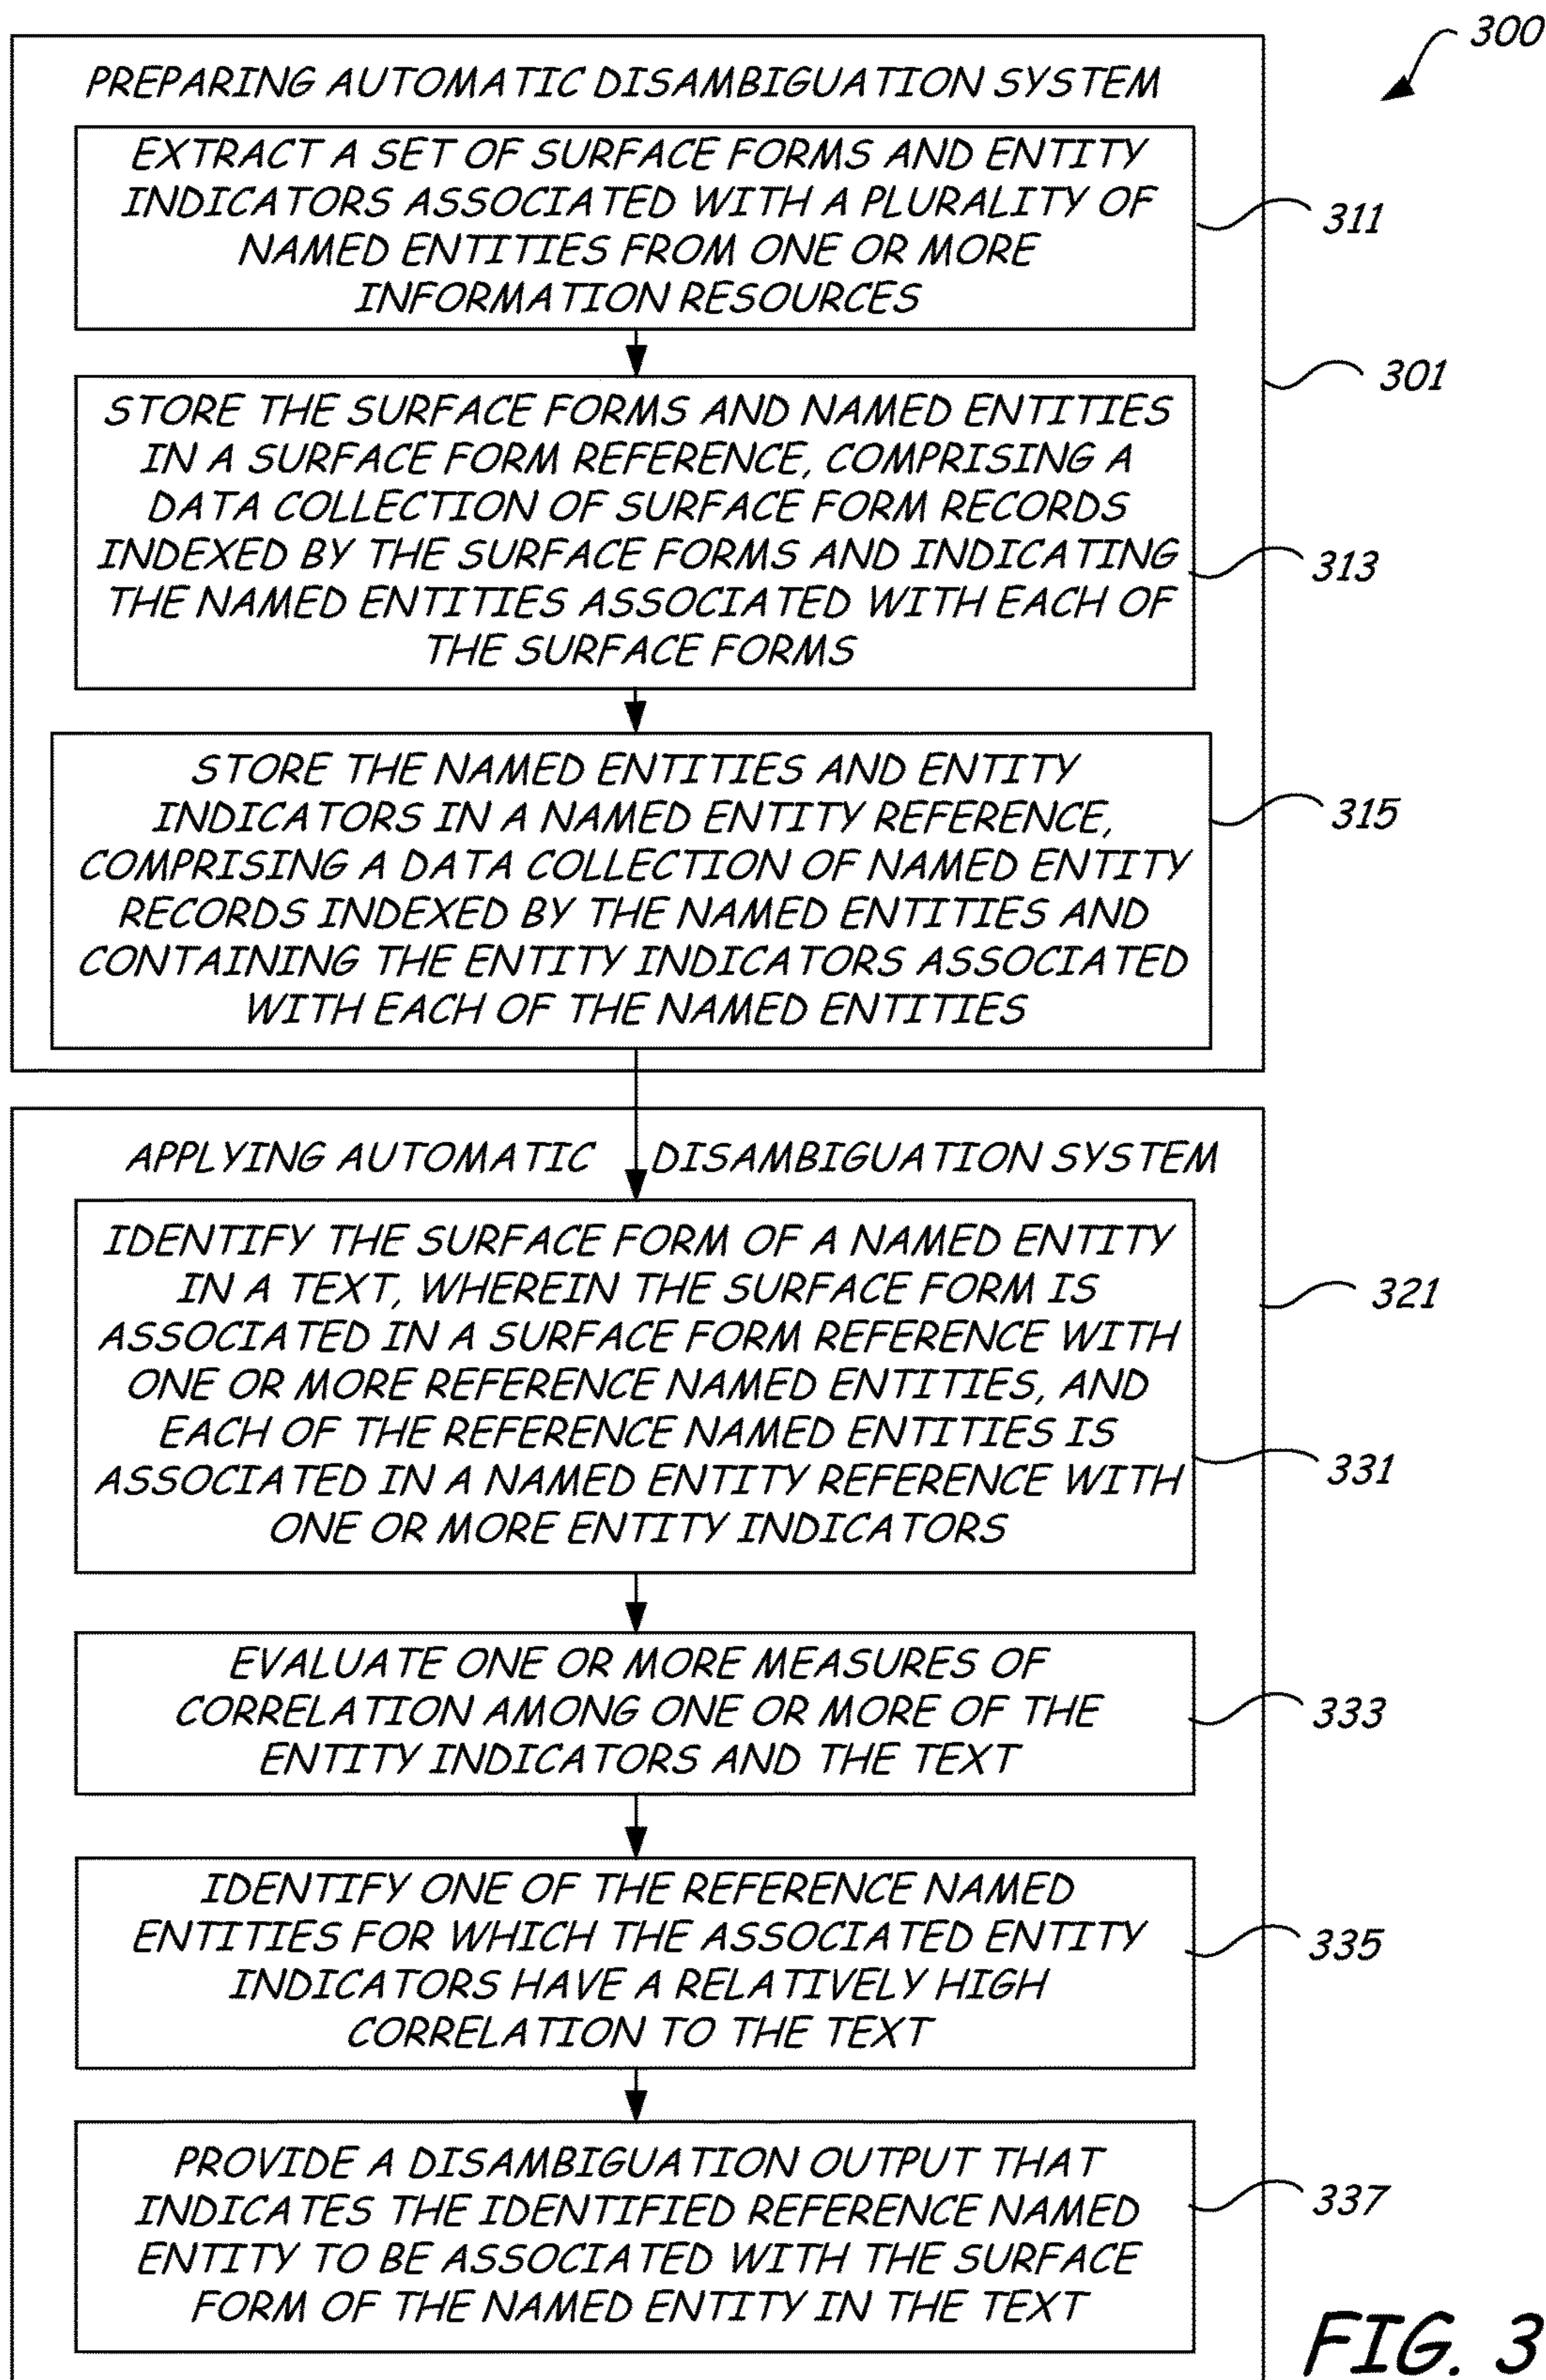 300
PREPARING AUTOMATIC DISAMBIGUATION SYSTEM
EXTRACT A SET OF SURFACE FORMS AND ENTITY
INDICATORS ASSOCIATED WITH A PLURALITY OF
NAMED ENTITIES FROM ONE OR MORE
INFORMATION RESOURCES
311
301
STORE THE SURFACE FORMS AND NAMED ENTITIES
IN A SURFACE FORM REFERENCE, COMPRISING A
DATA COLLECTION OF SURFACE FORM RECORDS
INDEXED BY THE SURFACE FORMS AND INDICATING
THE NAMED ENTITIES ASSOCIATED WITH EACH OF
THE SURFACE FORMS
313
STORE THE NAMED ENTITIES AND ENTITY
INDICATORS IN A NAMED ENTITY REFERENCE,
COMPRISING A DATA COLLECTION OF NAMED ENTITY
RECORDS INDEXED BY THE NAMED ENTITIES AND
CONTAINING THE ENTITY INDICATORS ASSOCIATED
WITH EACH OF THE NAMED ENTITIES
315
APPLYING AUTOMATIC DISAMBIGUATION SYSTEM
IDENTIFY THE SURFACE FORM OF A NAMED ENTITY
IN A TEXT, WHEREIN THE SURFACE FORM IS
ASSOCIATED IN A SURFACE FORM REFERENCE WITH
ONE OR MORE REFERENCE NAMED ENTITIES, AND
EACH OF THE REFERENCE NAMED ENTITIES IS
ASSOCIATED IN A NAMED ENTITY REFERENCE WITH
ONE OR MORE ENTITY INDICATORS
321
331
EVALUATE ONE OR MORE MEASURES OF
CORRELATION AMONG ONE OR MORE OF THE
ENTITY INDICATORS AND THE TEXT
333
IDENTIFY ONE OF THE REFERENCE NAMED
ENTITIES FOR WHICH THE ASSOCIATED ENTITY
INDICATORS HAVE A RELATIVELY HIGH
CORRELATION TO THE TEXT
335
PROVIDE A DISAMBIGUATION OUTPUT THAT
INDICATES THE IDENTIFIED REFERENCE NAMED
ENTITY TO BE ASSOCIATED WITH THE SURFACE
FORM OF THE NAMED ENTITY IN THE TEXT
337
FIG. 3